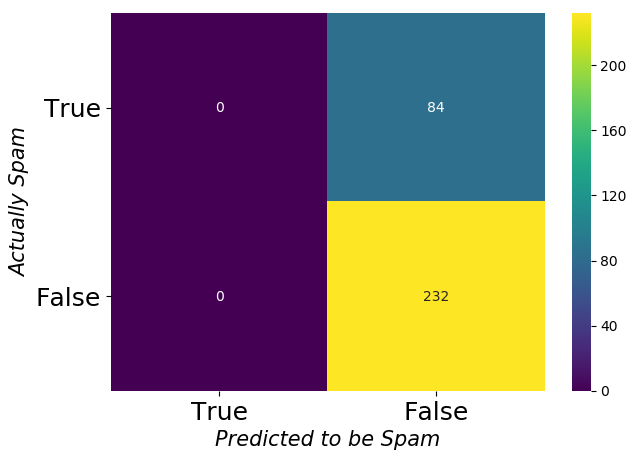 True
0
84
False
0
232
True
False
Predicted to be Spam
Actually Spam
200
160
120
80
40
0